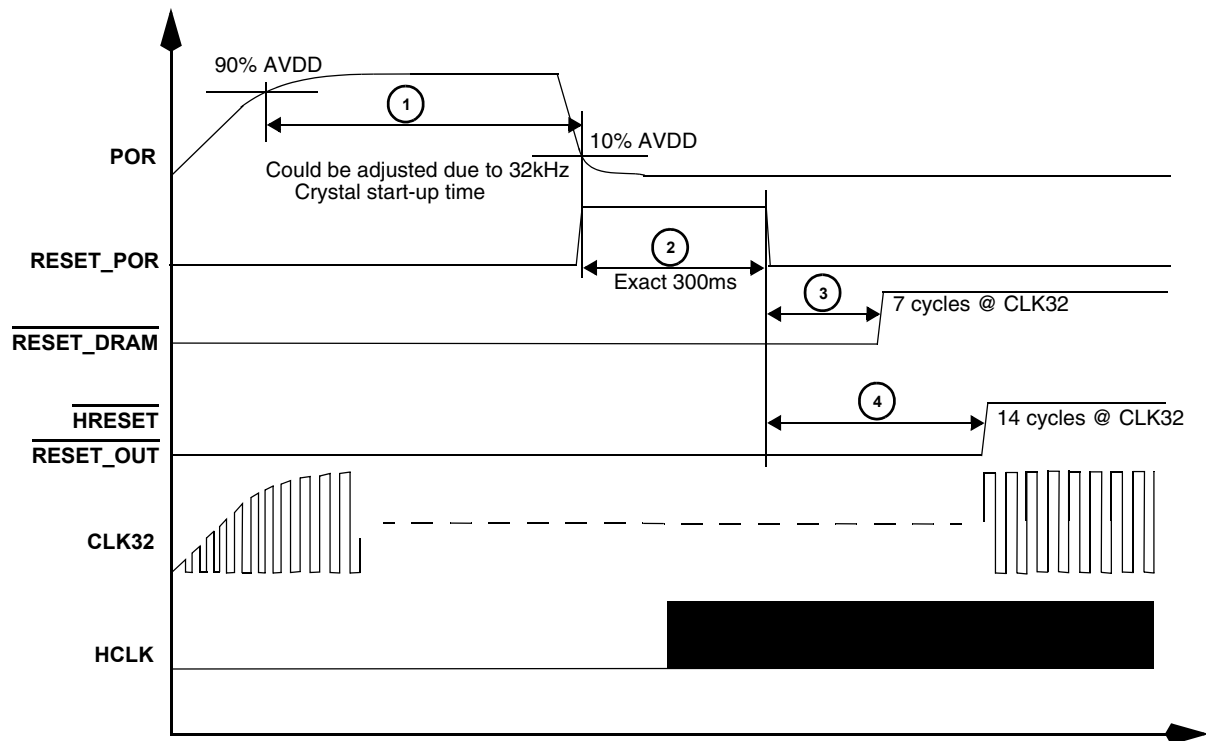 90% AVDD
1
POR
10% AVDD
Could be adjusted due to 32kHz
Crystal start-up time
RESET_POR
2
Exact 300ms
3
7 cycles @ CLK32
RESET_DRAM
4
HRESET
14 cycles @ CLK32
RESET_OUT
CLK32
HCLK